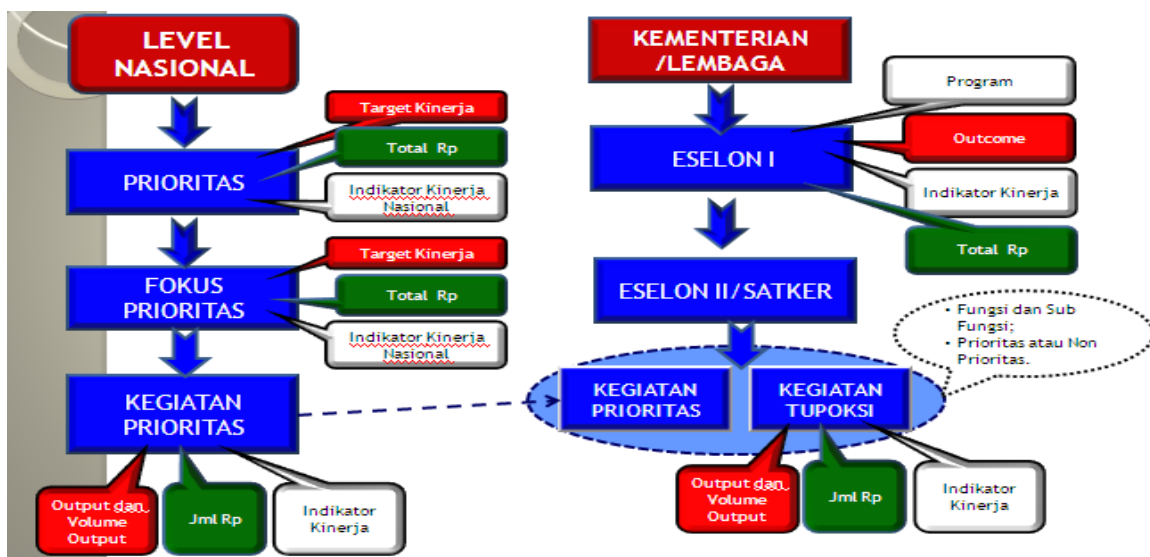 LEVEL
NASIONAL
Target Kinerja
Total Rp
PRIORITAS
Indikator Kinerja
Nasional
Target Kinerja
FOKUS
PRIORITAS
Total Rp
Indikator Kinerja
Nasional
KEGIATAN
PRIORITAS
Output dan
Volume
Output
Jml Rp
Indikator
Kinerja
KEMENTERIAN
/LEMBAGA
Program
Outcome
ESELON I
Indikator Kinerja
Total Rp
ESELON II/SATKER
• Fungsi dan Sub
Fungsi;
• Prioritas atau Non
Prioritas.
KEGIATAN
PRIORITAS
KEGIATAN
TUPOKSI
Output dan
Volume
Output
Jml Rp
Indikator
Kinerja